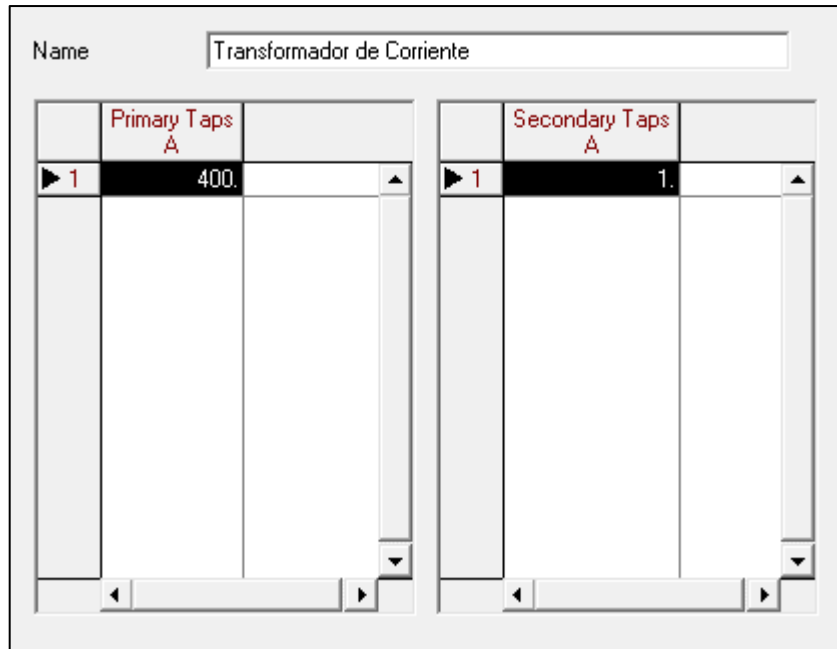 Name Transformador de Corriente
Primary Taps
A
1 400.
Secondary Taps
A
1 1.